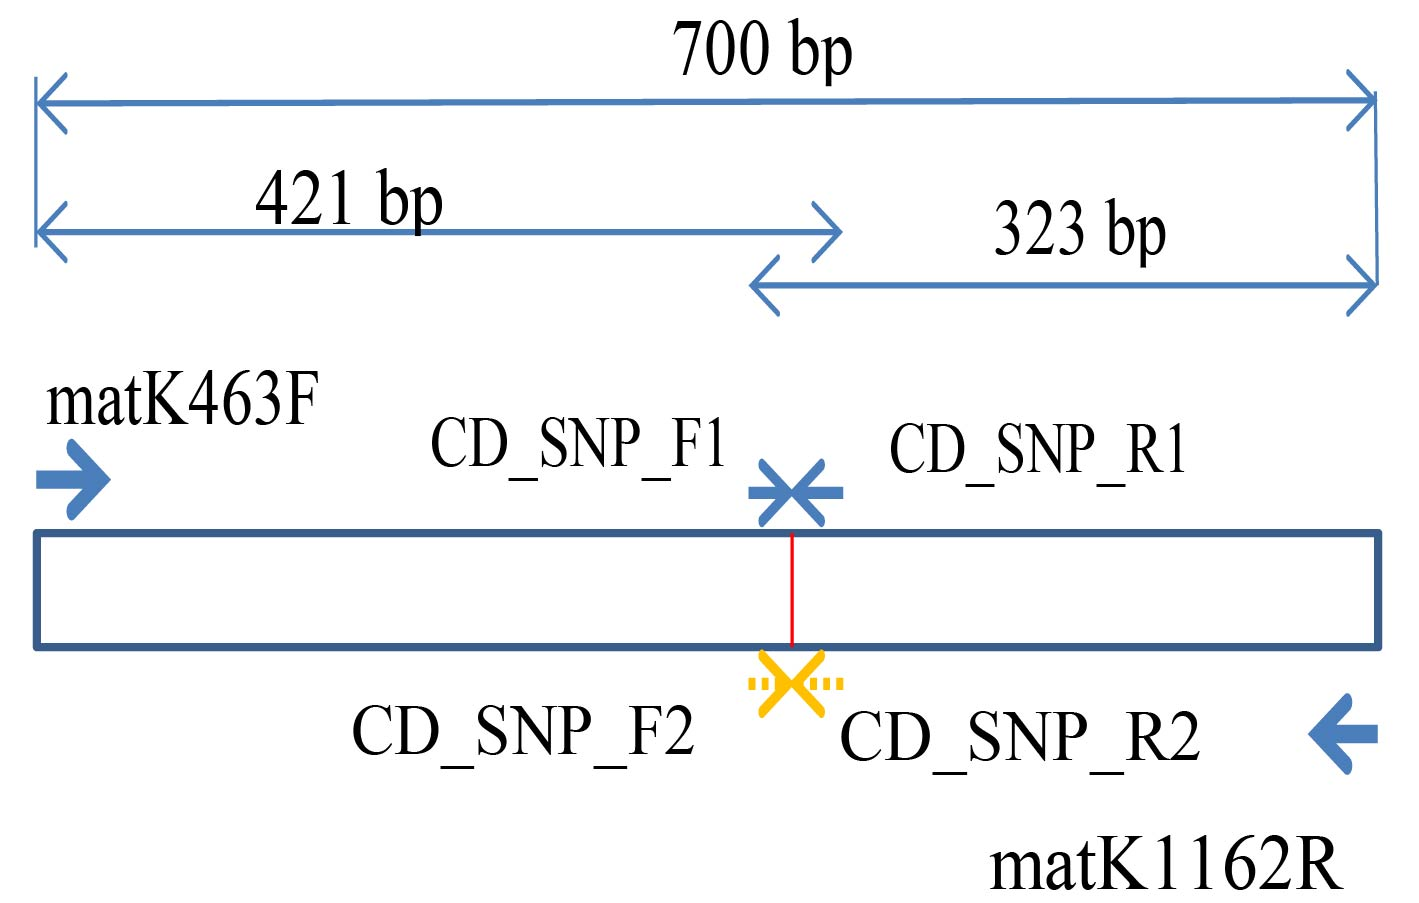 700 bp
421 bp
323 bp
matK463F
CD_SNP_F1
CD_SNP_R1
CD_SNP_F2
CD_SNP_R2
matK1162R